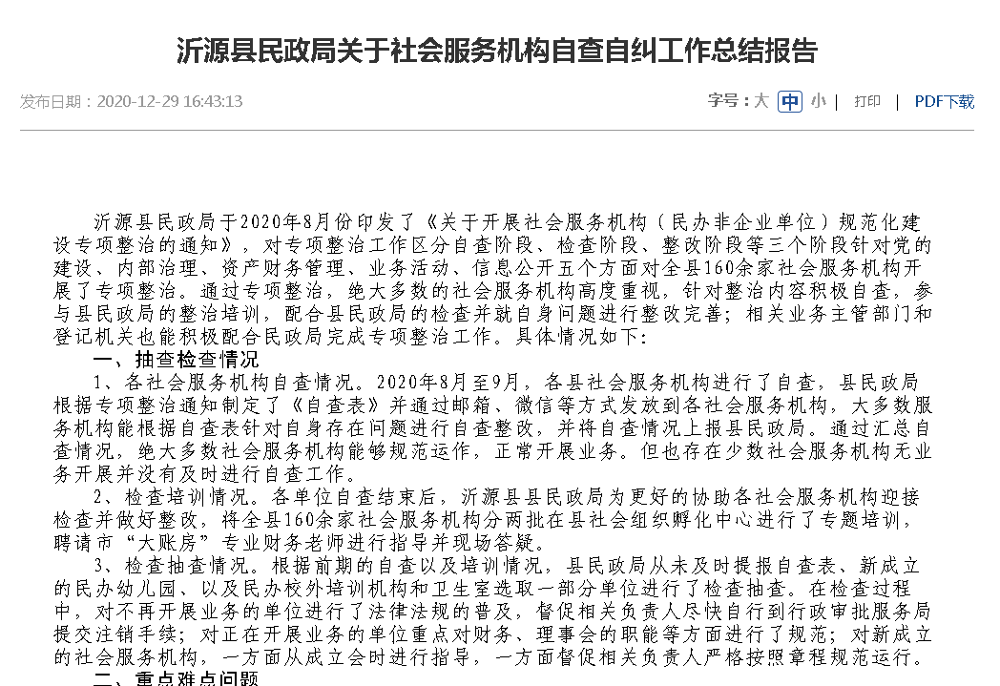 沂源县民政局关于社会服务机构自查自纠工作总结报告
发布日期：2020-12-29 16:43:13 字号：大 中 小 | 打印 | PDF下载
沂源县民政局于2020年8月份印发了《关于开展社会服务机构（民办非企业单位）规范化建
设专项整治的通知》，对专项整治工作区分自查阶段、检查阶段、整改阶段等三个阶段针对党的
建设、内部治理、资产财务管理、业务活动、信息公开五个方面对全县160余家社会服务机构开
展了专项整治。通过专项整治，绝大多数的社会服务机构高度重视，针对整治内容积极自查，参
与县民政局的整治培训，配合县民政局的检查并就自身问题进行整改完善；相关业务主管部门和
登记机关也能积极配合民政局完成专项整治工作。具体情况如下：
一、抽查检查情况
1、各社会服务机构自查情况。2020年8月至9月，各县社会服务机构进行了自查，县民政局
根据专项整治通知制定了《自查表》并通过邮箱、微信等方式发放到各社会服务机构，大多数服
务机构能根据自查表针对自身存在问题进行自查整改，并将自查情况上报县民政局。通过汇总自
查情况，绝大多数社会服务机构能够规范运作，正常开展业务。但也存在少数社会服务机构无业
务开展并没有及时进行自查工作。
2、检查培训情况。各单位自查结束后，沂源县县民政局为更好的协助各社会服务机构迎接
检查并做好整改，将全县160余家社会服务机构分两批在县社会组织孵化中心进行了专题培训，
聘请市“大账房”专业财务老师进行指导并现场答疑。
3、检查抽查情况。根据前期的自查以及培训情况，县民政局从未及时提报自查表、新成立
的民办幼儿园、以及民办校外培训机构和卫生室选取一部分单位进行了检查抽查。在检查过程
中，对不再开展业务的单位进行了法律法规的普及，督促相关负责人尽快自行到行政审批服务局
提交注销手续；对正在开展业务的单位重点对财务、理事会的职能等方面进行了规范；对新成立
的社会服务机构，一方面从成立会时进行指导，一方面督促相关负责人严格按照章程规范运行。
二、重点难点问题